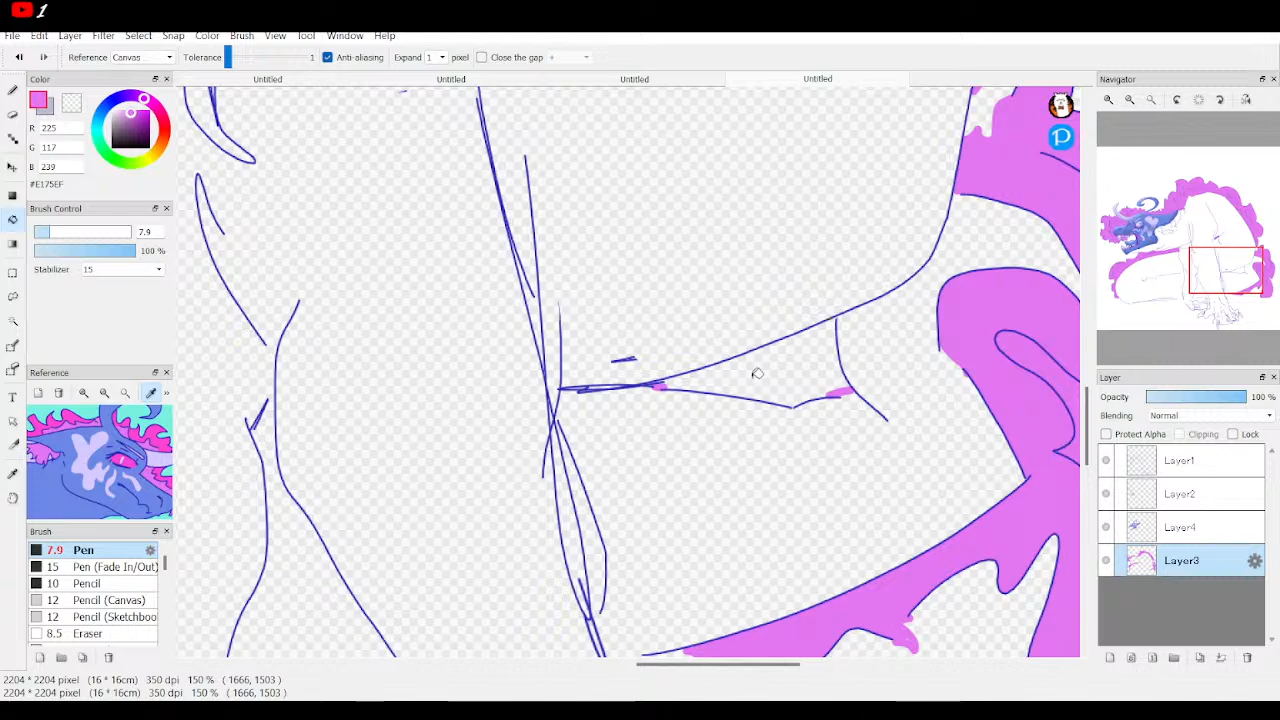 1
File Edit Layer Filter Select Snap Color Brush View Tool Window Help
Reference Canvas... Tolerance 1 Anti-aliasing Expand 1 pixel Close the gap
Color Untitled Untitled Untitled Untitled Navigator
R 225
G 117
B 239
#E175EF
Brush Control
7.9
100 %
Stabilizer 15
Reference
Layer
Opacity 100 %
Blending Normal
Protect Alpha Clipping Lock
Layer1
Layer2
Layer4
Layer3
Brush
7.9 Pen
15 Pen (Fade In/Out)
10 Pencil
12 Pencil (Canvas)
12 Pencil (Sketchboo
8.5 Eraser
2204 * 2204 pixel (16 * 16cm) 350 dpi 150 % ( 1666, 1503 )
2204 * 2204 pixel (16 * 16cm) 350 dpi 150 % ( 1666, 1503 )